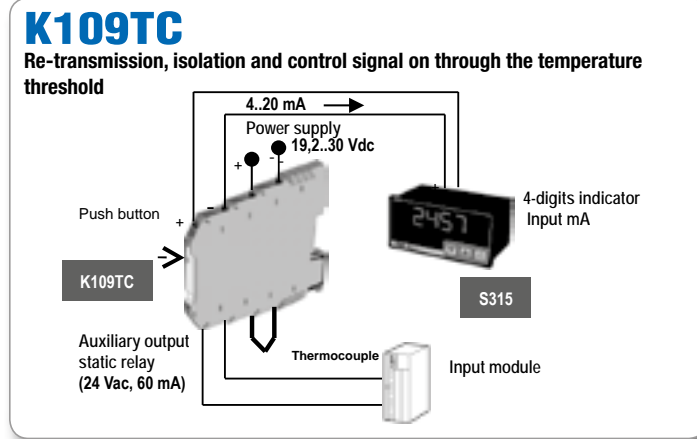 K109TC
Re-transmission, isolation and control signal on through the temperature
threshold
4..20 mA
Power supply
19,2..30 Vdc
+
-
-
+
+
-
4-digits indicator
Input mA
2457
Push button
K109TC
S315
Auxiliary output
static relay
(24 Vac, 60 mA)
Thermocouple
Input module